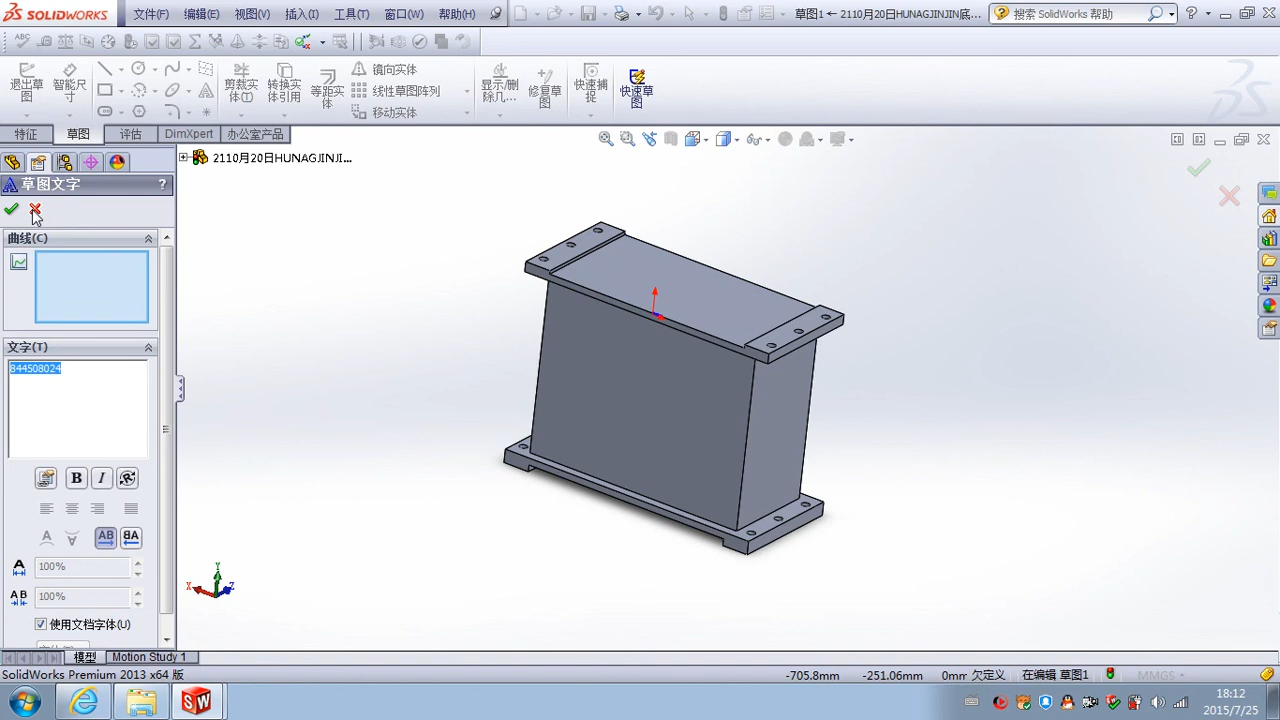 SOLIDWORKS 文件(F) 编辑(E) 视图(V) 插入(I) 工具(T) 窗口(W) 帮助(H) 草图1 ← 2110月20日HUNAGJINJIN底... 搜索 SolidWorks 帮助
退出草图 智能尺寸 剪裁实体(T) 转换实体引用 等距实体 镜向实体 线性草图阵列 移动实体 显示/删除几... 修复草图 快速捕捉 快速草图
特征 草图 评估 DimXpert 办公室产品
2110月20日HUNAGJINJI...
草图文字 ?
曲线(C)
文字(T)
844508024
B I
AB
100%
AB 100%
使用文档字体(U)
模型 Motion Study 1
SolidWorks Premium 2013 x64 版 -705.8mm -251.06mm 0mm 欠定义 在编辑 草图1 MMGS
18:12
2015/7/25
X Y Z